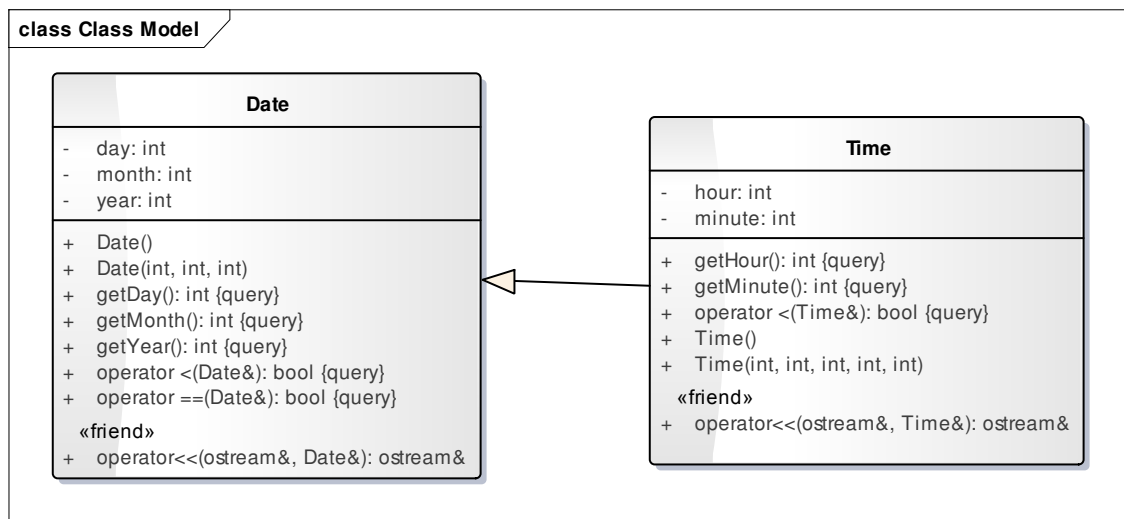 class Class Model
Date
- day: int
- month: int
- year: int
+ Date()
+ Date(int, int, int)
+ getDay(): int {query}
+ getMonth(): int {query}
+ getYear(): int {query}
+ operator <(Date&): bool {query}
+ operator ==(Date&): bool {query}
«friend»
+ operator<<(ostream&, Date&): ostream&
Time
- hour: int
- minute: int
+ getHour(): int {query}
+ getMinute(): int {query}
+ operator <(Time&): bool {query}
+ Time()
+ Time(int, int, int, int, int)
«friend»
+ operator<<(ostream&, Time&): ostream&